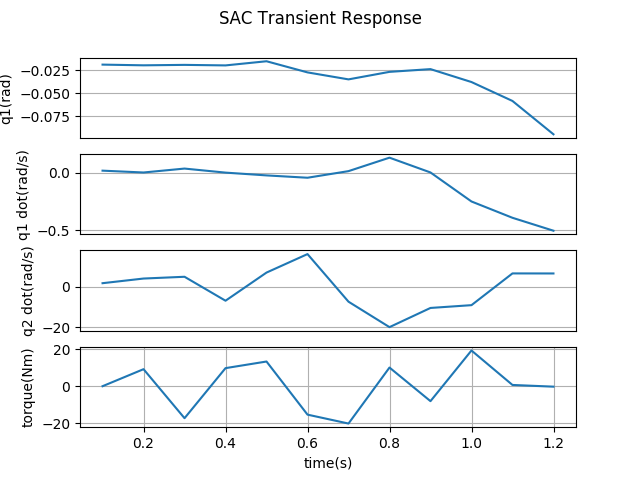 SAC Transient Response
q1(rad)
−0.025
−0.050
−0.075
q1 dot(rad/s)
0.0
−0.5
q2 dot(rad/s)
0
−20
torque(Nm)
20
0
−20
0.2 0.4 0.6 0.8 1.0 1.2
time(s)